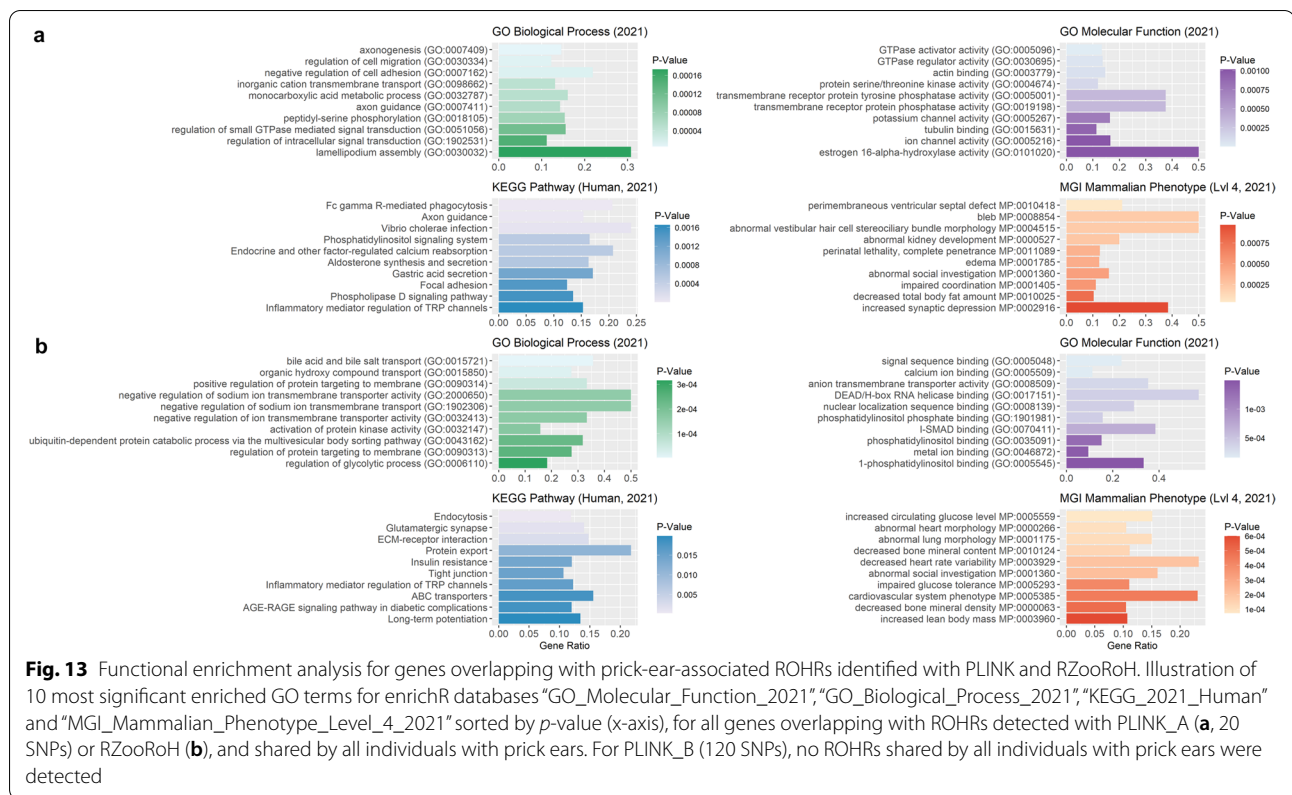 a
GO Biological Process (2021)
axonogenesis (GO:0007409)
regulation of cell migration (GO:0030334)
negative regulation of cell adhesion (GO:0007162)
inorganic cation transmembrane transport (GO:0098662)
monocarboxylic acid metabolic process (GO:0032787)
axon guidance (GO:0007411)
peptidyl-serine phosphorylation (GO:0018105)
regulation of small GTPase mediated signal transduction (GO:0051056)
regulation of intracellular signal transduction (GO:1902531)
lamellipodium assembly (GO:0030032)
0.0 0.1 0.2 0.3
P-Value
0.00016
0.00012
0.00008
0.00004
GO Molecular Function (2021)
GTPase activator activity (GO:0005096)
GTPase regulator activity (GO:0030695)
actin binding (GO:0003779)
protein serine/threonine kinase activity (GO:0004674)
transmembrane receptor protein tyrosine phosphatase activity (GO:0005001)
transmembrane receptor protein phosphatase activity (GO:0019198)
potassium channel activity (GO:0005267)
tubulin binding (GO:0015631)
ion channel activity (GO:0005216)
estrogen 16-alpha-hydroxylase activity (GO:0101020)
0.0 0.1 0.2 0.3 0.4 0.5
P-Value
0.00100
0.00075
0.00050
0.00025
KEGG Pathway (Human, 2021)
Fc gamma R-mediated phagocytosis
Axon guidance
Vibrio cholerae infection
Phosphatidylinositol signaling system
Endocrine and other factor-regulated calcium reabsorption
Aldosterone synthesis and secretion
Gastric acid secretion
Focal adhesion
Phospholipase D signaling pathway
Inflammatory mediator regulation of TRP channels
0.00 0.05 0.10 0.15 0.20 0.25
P-Value
0.0016
0.0012
0.0008
0.0004
MGI Mammalian Phenotype (Lvl 4, 2021)
perimembraneous ventricular septal defect MP:0010418
bleb MP:0008854
abnormal vestibular hair cell stereociliary bundle morphology MP:0004515
abnormal kidney development MP:0000527
perinatal lethality, complete penetrance MP:0011089
edema MP:0001785
abnormal social investigation MP:0001360
impaired coordination MP:0001405
decreased total body fat amount MP:0010025
increased synaptic depression MP:0002916
0.0 0.1 0.2 0.3 0.4 0.5
P-Value
0.00075
0.00050
0.00025
b
GO Biological Process (2021)
bile acid and bile salt transport (GO:0015721)
organic hydroxy compound transport (GO:0015850)
positive regulation of protein targeting to membrane (GO:0090314)
negative regulation of sodium ion transmembrane transporter activity (GO:2000650)
negative regulation of sodium ion transmembrane transport (GO:1902306)
negative regulation of ion transmembrane transporter activity (GO:0032413)
activation of protein kinase activity (GO:0032147)
ubiquitin-dependent protein catabolic process via the multivesicular body sorting pathway (GO:0043162)
regulation of protein targeting to membrane (GO:0090313)
regulation of glycolytic process (GO:0006110)
0.0 0.1 0.2 0.3 0.4 0.5
P-Value
3e-04
2e-04
1e-04
GO Molecular Function (2021)
signal sequence binding (GO:0005048)
calcium ion binding (GO:0005509)
anion transmembrane transporter activity (GO:0008509)
DEAD/H-box RNA helicase binding (GO:0017151)
nuclear localization sequence binding (GO:0008139)
phosphatidylinositol phosphate binding (GO:1901981)
I-SMAD binding (GO:0070411)
phosphatidylinositol binding (GO:0035091)
metal ion binding (GO:0046872)
1-phosphatidylinositol binding (GO:0005545)
0.0 0.2 0.4
P-Value
1e-03
5e-04
KEGG Pathway (Human, 2021)
Endocytosis
Glutamatergic synapse
ECM-receptor interaction
Protein export
Insulin resistance
Tight junction
Inflammatory mediator regulation of TRP channels
ABC transporters
AGE-RAGE signaling pathway in diabetic complications
Long-term potentiation
0.00 0.05 0.10 0.15 0.20
Gene Ratio
P-Value
0.015
0.010
0.005
MGI Mammalian Phenotype (Lvl 4, 2021)
increased circulating glucose level MP:0005559
abnormal heart morphology MP:0000266
abnormal lung morphology MP:0001175
decreased bone mineral content MP:0010124
decreased heart rate variability MP:0003929
abnormal social investigation MP:0001360
impaired glucose tolerance MP:0005293
cardiovascular system phenotype MP:0005385
decreased bone mineral density MP:0000063
increased lean body mass MP:0003960
0.00 0.05 0.10 0.15 0.20
Gene Ratio
P-Value
6e-04
5e-04
4e-04
3e-04
2e-04
1e-04
Fig. 13 Functional enrichment analysis for genes overlapping with prick-ear-associated ROHRs identified with PLINK and RZooRoH. Illustration of
10 most significant enriched GO terms for enrichR databases “GO_Molecular_Function_2021”, “GO_Biological_Process_2021”, “KEGG_2021_Human”
and “MGI_Mammalian_Phenotype_Level_4_2021” sorted by p-value (x-axis), for all genes overlapping with ROHRs detected with PLINK_A (a, 20
SNPs) or RZooRoH (b), and shared by all individuals with prick ears. For PLINK_B (120 SNPs), no ROHRs shared by all individuals with prick ears were
detected